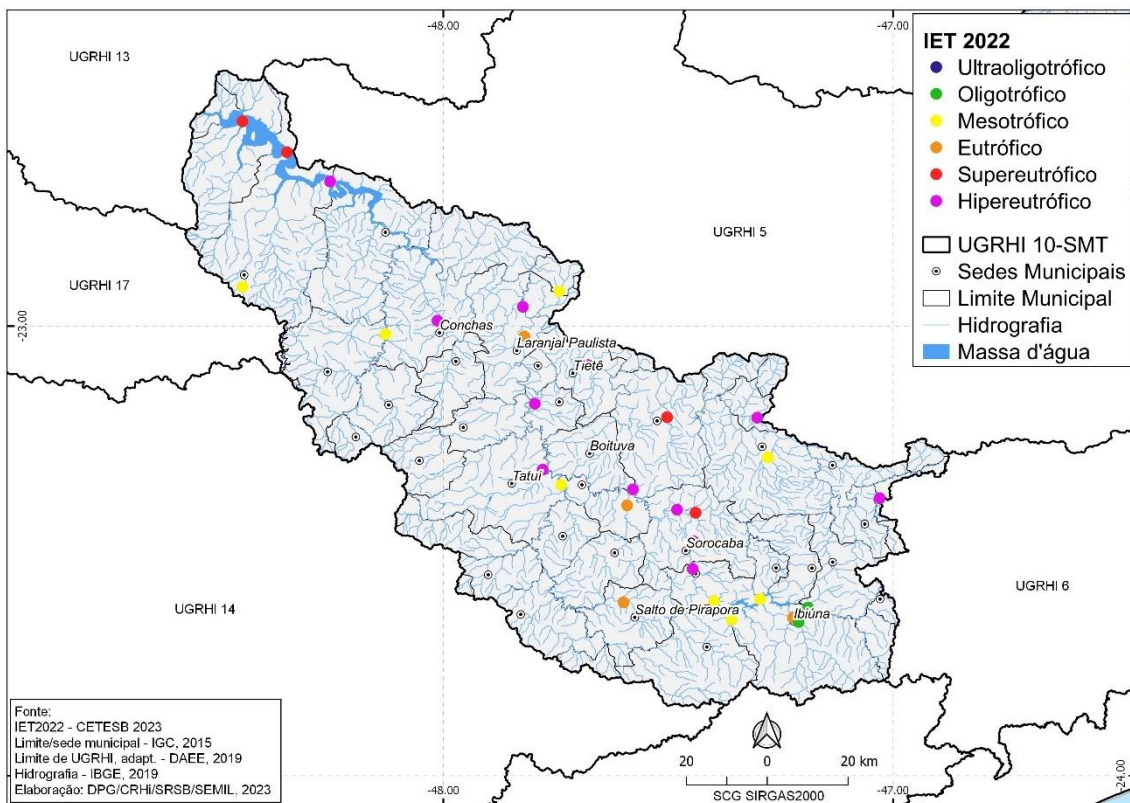 -48.00
-47.00
UGRHI 13
IET 2022
Ultraoligotrófico
Oligotrófico
Mesotrófico
Eutrófico
Supereutrófico
Hipereutrófico
UGRHI 10-SMT
Sedes Municipais
Limite Municipal
Hidrografia
Massa d'água
UGRHI 5
UGRHI 17
-23.00
Conchas
Laranjal Paulista
Tietê
Boituva
Tatuí
Sorocaba
UGRHI 6
UGRHI 14
Salto de Pirapora
Ibiúna
Fonte:
IET2022 - CETESB 2023
Limite/sede municipal - IGC, 2015
Limite de UGRHI, adapt. - DAEE, 2019
Hidrografia - IBGE, 2019
Elaboração: DPG/CRHi/SRSB/SEMIL, 2023
20 0 20 km
SCG SIRGAS2000
-48.00
-47.00
-24.00